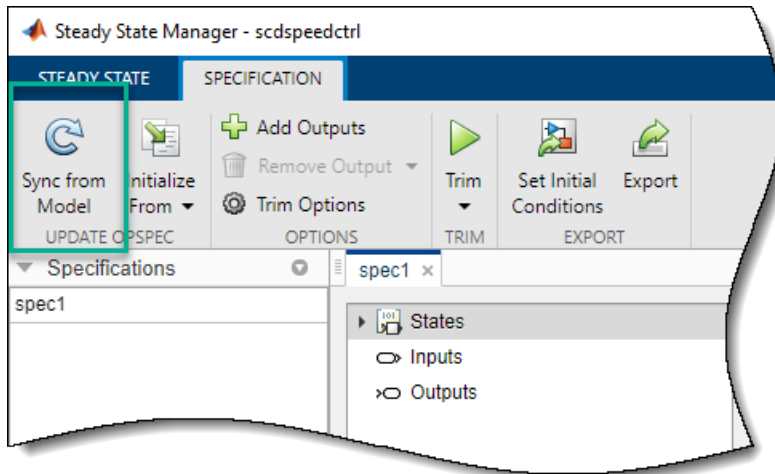 Steady State Manager - scdspeedctrl
STEADY STATE
SPECIFICATION
Sync from
Model
Initialize
From
UPDATE OPSPEC
Add Outputs
Remove Output
Trim Options
OPTIONS
Trim
TRIM
Set Initial
Conditions
Export
EXPORT
Specifications
spec1
spec1 ×
States
Inputs
Outputs